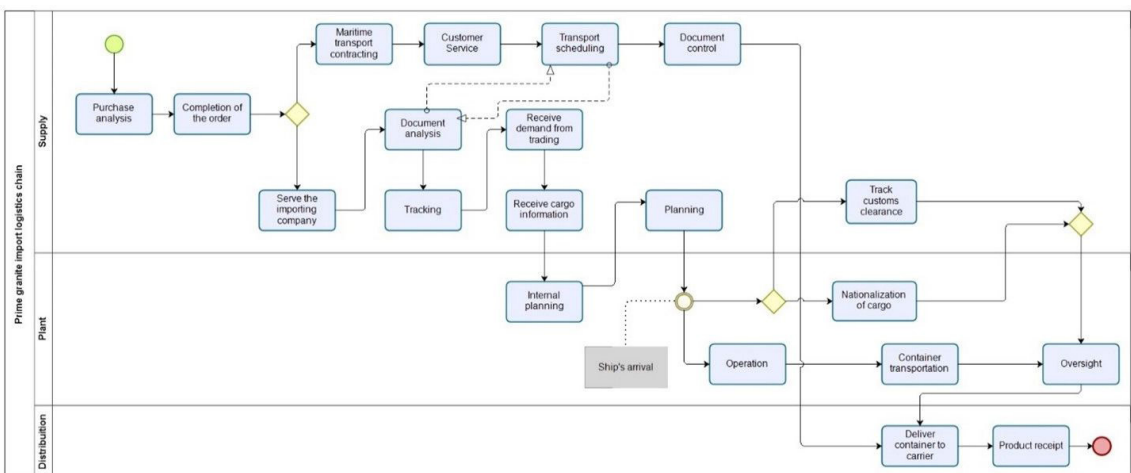 Prime granite import logistics chain
Supply
Maritime
transport
contracting
Customer
Service
Transport
scheduling
Document
control
Purchase
analysis
Completion of
the order
Document
analysis
Receive
demand from
trading
Serve the
importing
company
Tracking
Receive cargo
information
Planning
Track
customs
clearance
Plant
Internal
planning
Nationalization
of cargo
Ship's arrival
Operation
Container
transportation
Oversight
Distribuition
Deliver
container to
carrier
Product receipt